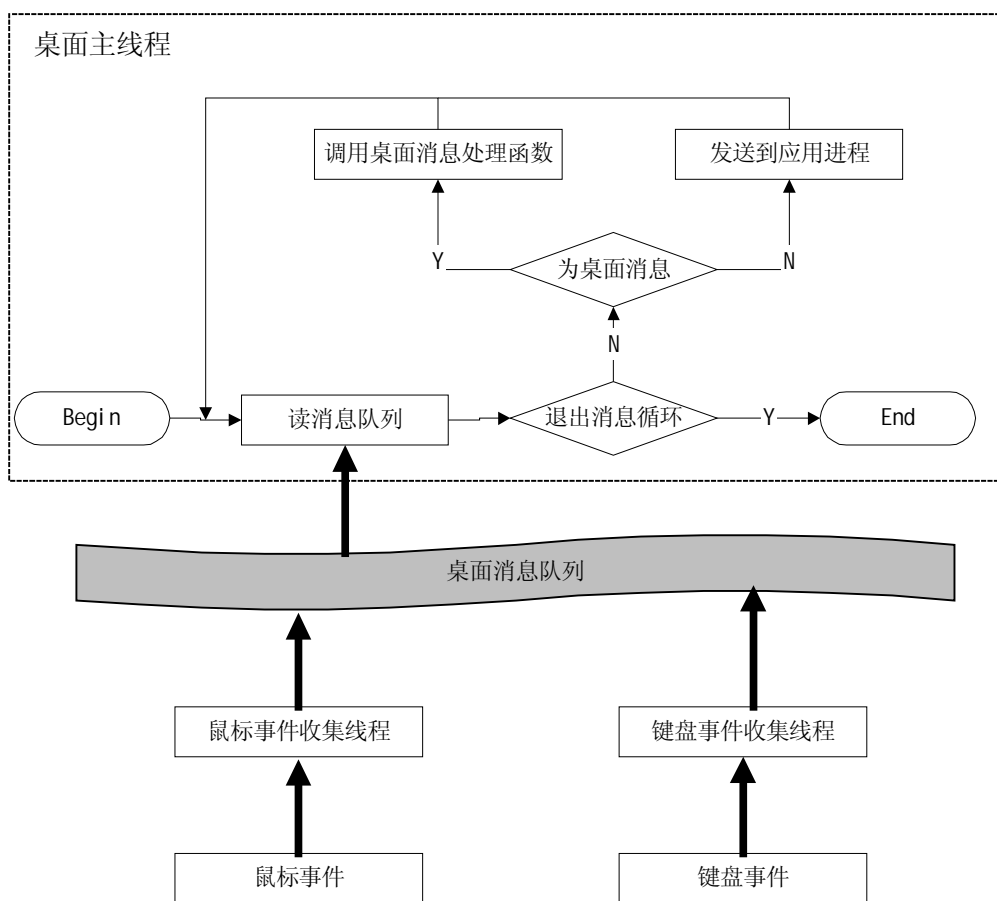 桌面主线程
调用桌面消息处理函数
发送到应用进程
Y
为桌面消息
N
N
Begin
读消息队列
退出消息循环
Y
End
桌面消息队列
鼠标事件收集线程
键盘事件收集线程
鼠标事件
键盘事件